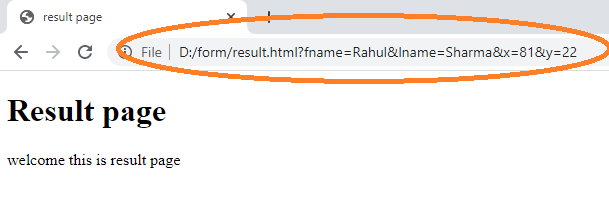 result page
File D:/form/result.html?fname=Rahul&lname=Sharma&x=81&y=22
Result page
welcome this is result page